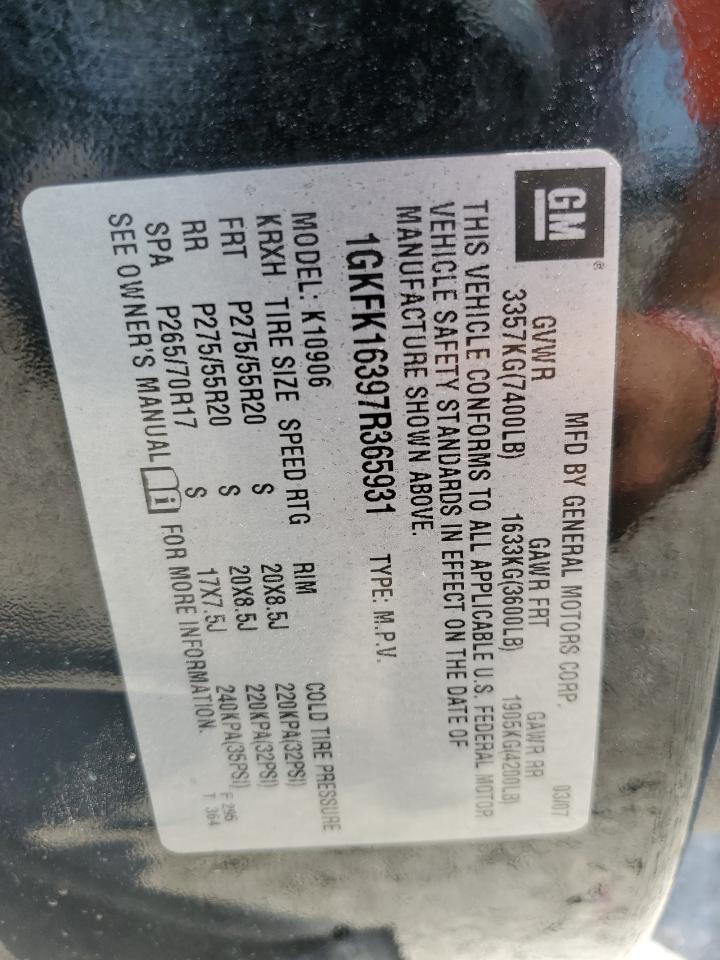 GM®
MFD BY GENERAL MOTORS CORP. 03/07
GVWR GAWR FRT GAWR RR
3357KG(7400LB) 1633KG(3600LB) 1905KG(4200LB)
THIS VEHICLE CONFORMS TO ALL APPLICABLE U.S. FEDERAL MOTOR
VEHICLE SAFETY STANDARDS IN EFFECT ON THE DATE OF
MANUFACTURE SHOWN ABOVE.
1GKFK16397R365931 TYPE: M.P.V.
MODEL: K10906
KRXH TIRE SIZE SPEED RTG RIM COLD TIRE PRESSURE
FRT P275/55R20 S 20X8.5J 220KPA(32PSI)
RR P275/55R20 S 20X8.5J 220KPA(32PSI)
SPA P265/70R17 S 17X7.5J 240KPA(35PSI)
SEE OWNER'S MANUAL i FOR MORE INFORMATION.
F 296
T 364